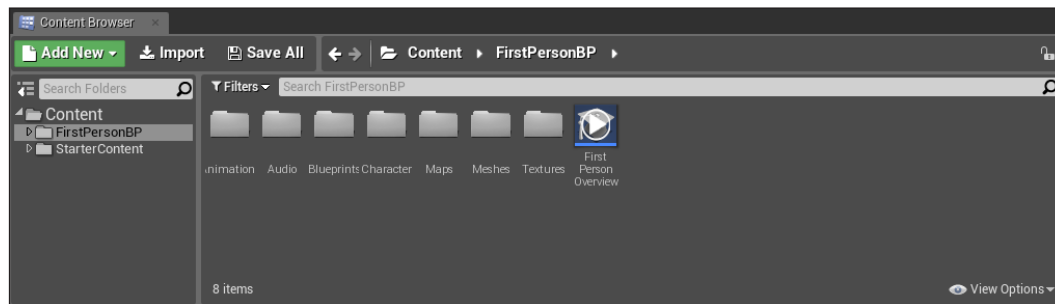 Content Browser
Add New Import Save All Content FirstPersonBP
Search Folders Filters Search FirstPersonBP
Content
FirstPersonBP
StarterContent
nimation Audio Blueprints Character Maps Meshes Textures First Person Overview
8 items View Options